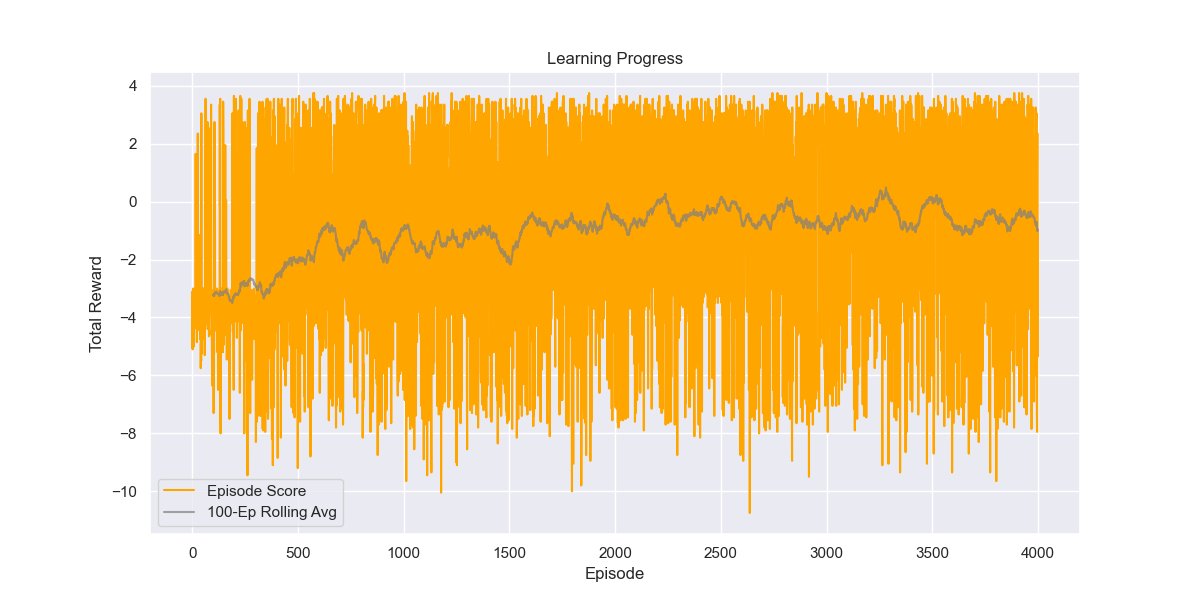 Learning Progress
Total Reward
4
2
0
−2
−4
−6
−8
−10
Episode Score
100-Ep Rolling Avg
0 500 1000 1500 2000 2500 3000 3500 4000
Episode